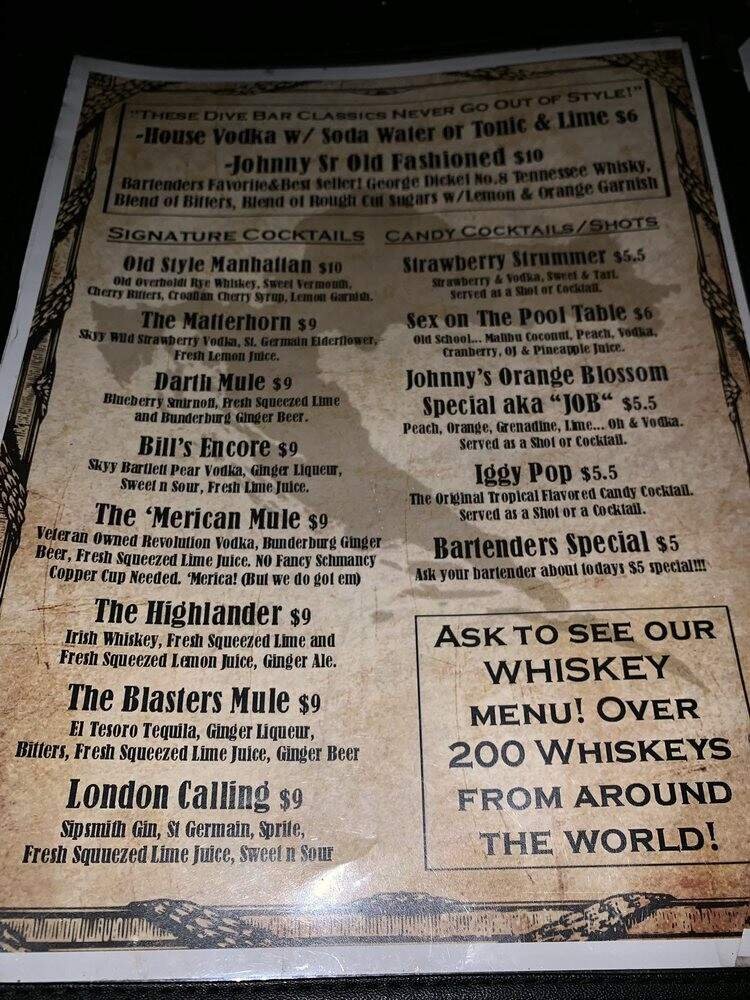 "These Dive Bar Classics Never Go Out of Style!"
-House Vodka w/ Soda Water or Tonic & Lime $6
-Johnny Sr Old Fashioned $10
Bartenders Favorite&Best Seller! George Dickel No.8 Tennessee Whisky,
Blend of Bitters, Blend of Rough Cut Sugars w/Lemon & Orange Garnish
Signature Cocktails
Old Style Manhattan $10
Old Overholdt Rye Whiskey, Sweet Vermouth,
Cherry Bitters, Croatian Cherry Syrup, Lemon Garnish.
The Matterhorn $9
Skyy Wild Strawberry Vodka, St. Germain Elderflower,
Fresh Lemon Juice.
Darth Mule $9
Blueberry Smirnoff, Fresh Squeezed Lime
and Bunderburg Ginger Beer.
Bill's Encore $9
Skyy Bartlett Pear Vodka, Ginger Liqueur,
Sweet n Sour, Fresh Lime Juice.
The 'Merican Mule $9
Veteran Owned Revolution Vodka, Bunderburg Ginger
Beer, Fresh Squeezed Lime Juice. NO Fancy Schmancy
Copper Cup Needed. 'Merica! (But we do got em)
The Highlander $9
Irish Whiskey, Fresh Squeezed Lime and
Fresh Squeezed Lemon Juice, Ginger Ale.
The Blasters Mule $9
El Tesoro Tequila, Ginger Liqueur,
Bitters, Fresh Squeezed Lime Juice, Ginger Beer
London Calling $9
Sipsmith Gin, St Germain, Sprite,
Fresh Squuezed Lime Juice, Sweet n Sour
Candy Cocktails/Shots
Strawberry Strummer $5.5
Strawberry & Vodka, Sweet & Tart.
Served as a Shot or Cocktail.
Sex on The Pool Table $6
Old School... Malibu Coconut, Peach, Vodka,
Cranberry, OJ & Pineapple Juice.
Johnny's Orange Blossom
Special aka "JOB" $5.5
Peach, Orange, Grenadine, Lime... Oh & Vodka.
Served as a Shot or Cocktail.
Iggy Pop $5.5
The Original Tropical Flavored Candy Cocktail.
Served as a Shot or a Cocktail.
Bartenders Special $5
Ask your bartender about todays $5 special!!!
Ask to see our
whiskey
menu! Over
200 Whiskeys
from around
the world!